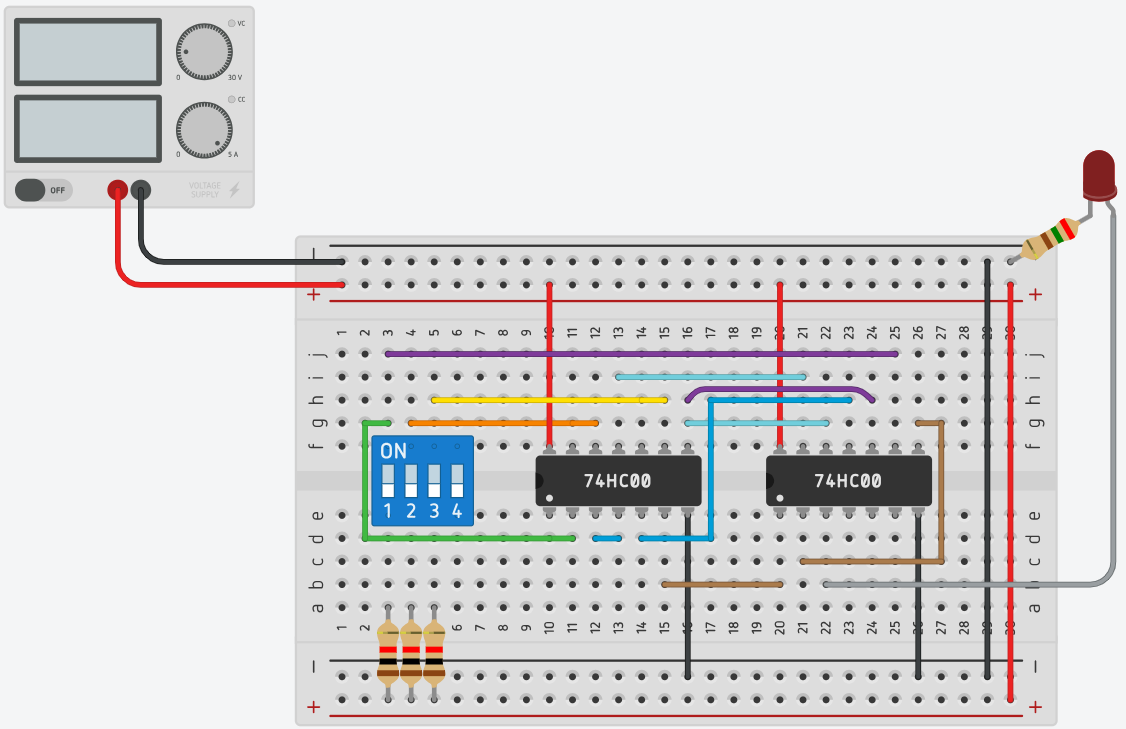 VC
0 30 V
CC
0 5 A
OFF
VOLTAGE
SUPPLY
− −
+ +
1 2 3 4 5 6 7 8 9 10 11 12 13 14 15 16 17 18 19 20 21 22 23 24 25 26 27 28 29 30
j j
i i
h h
g g
f f
ON
1 2 3 4
74HC00 74HC00
e e
d d
c c
b b
a a
1 2 3 4 5 6 7 8 9 10 11 12 13 14 15 16 17 18 19 20 21 22 23 24 25 26 27 28 29 30
− −
+ +